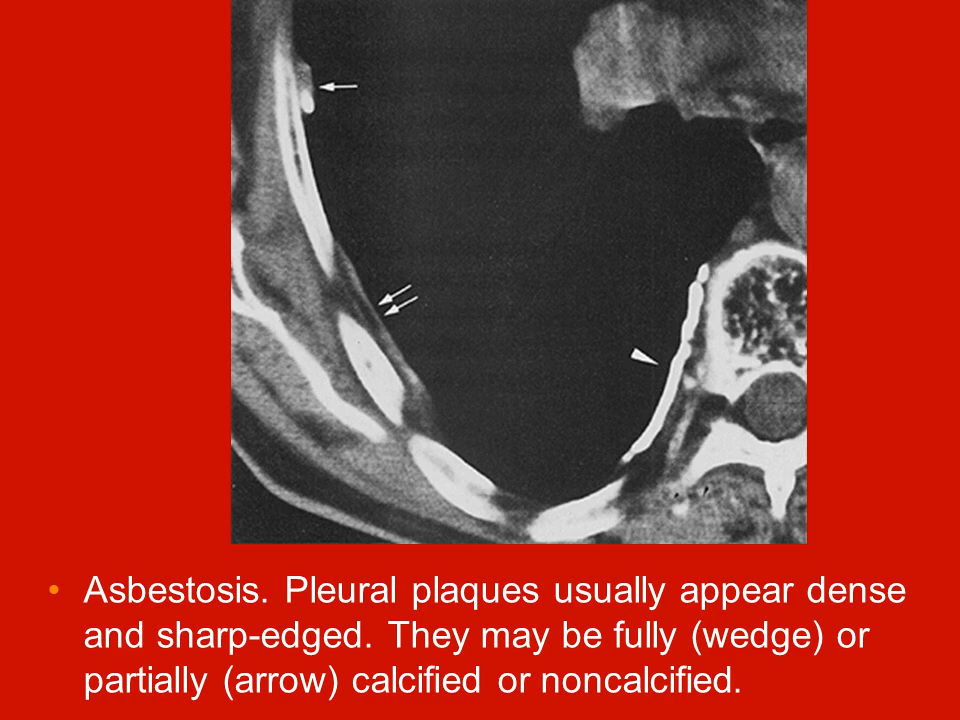 • Asbestosis. Pleural plaques usually appear dense
and sharp-edged. They may be fully (wedge) or
partially (arrow) calcified or noncalcified.